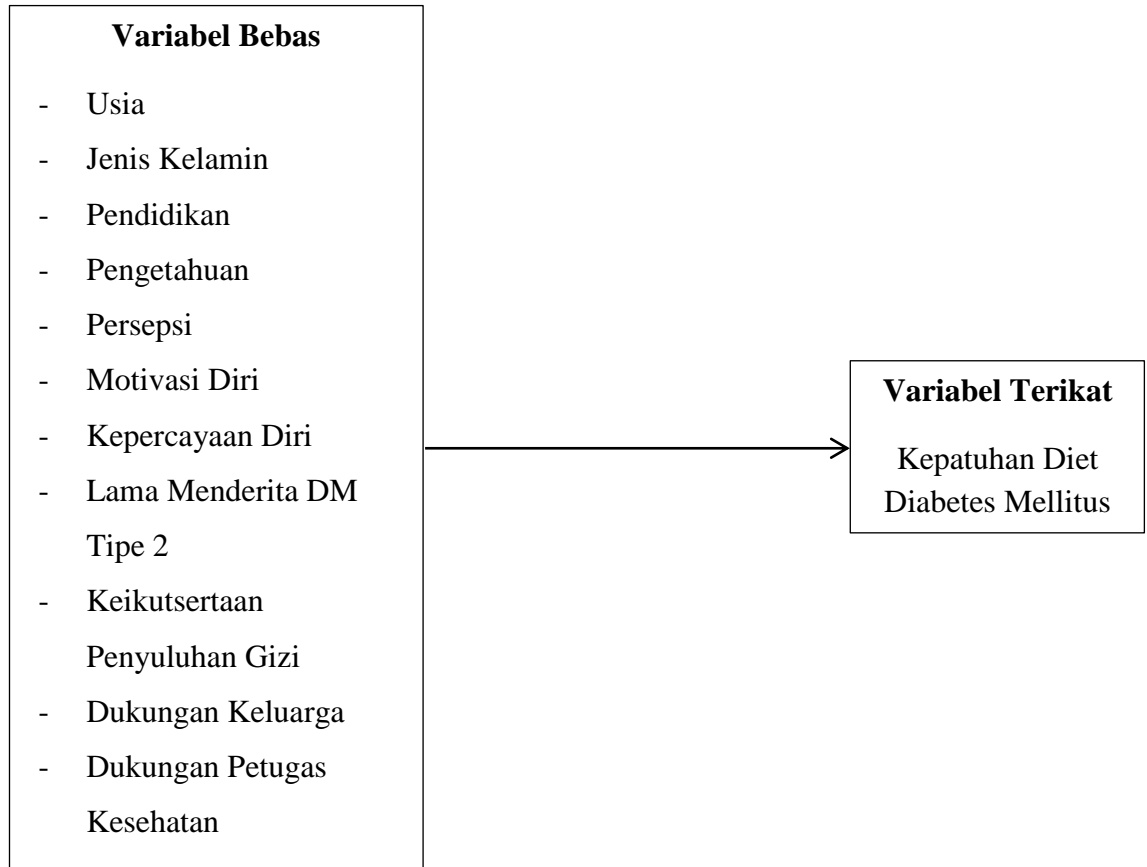 Variabel Bebas
- Usia
- Jenis Kelamin
- Pendidikan
- Pengetahuan
- Persepsi
- Motivasi Diri
- Kepercayaan Diri
- Lama Menderita DM
Tipe 2
- Keikutsertaan
Penyuluhan Gizi
- Dukungan Keluarga
- Dukungan Petugas
Kesehatan
Variabel Terikat
Kepatuhan Diet
Diabetes Mellitus